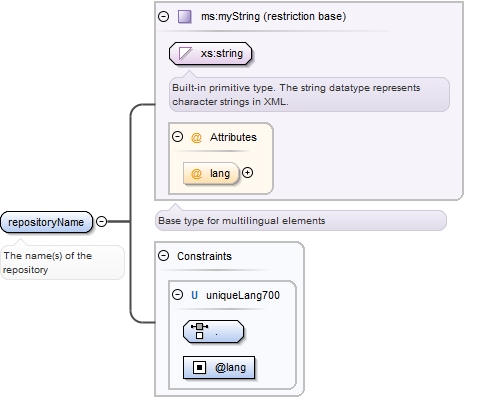 ms:myString (restriction base)
xs:string
Built-in primitive type. The string datatype represents
character strings in XML.
@ Attributes
@ lang
Base type for multilingual elements
repositoryName
The name(s) of the
repository
Constraints
U uniqueLang700
.
@lang